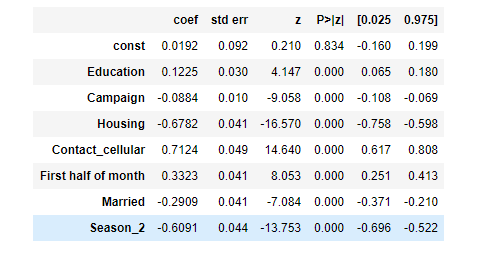 coef std err z P>|z| [0.025 0.975]
const 0.0192 0.092 0.210 0.834 -0.160 0.199
Education 0.1225 0.030 4.147 0.000 0.065 0.180
Campaign -0.0884 0.010 -9.058 0.000 -0.108 -0.069
Housing -0.6782 0.041 -16.570 0.000 -0.758 -0.598
Contact_cellular 0.7124 0.049 14.640 0.000 0.617 0.808
First half of month 0.3323 0.041 8.053 0.000 0.251 0.413
Married -0.2909 0.041 -7.084 0.000 -0.371 -0.210
Season_2 -0.6091 0.044 -13.753 0.000 -0.696 -0.522